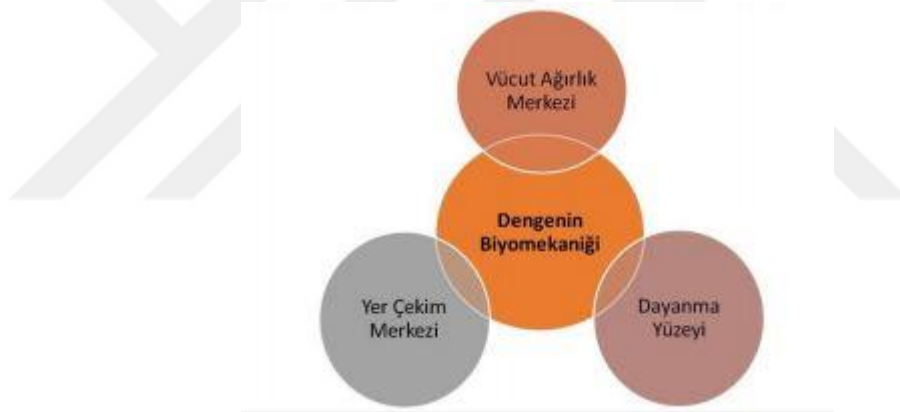 Vücut Ağırlık
Merkezi
Dengenin
Biyomekaniği
Yer Çekim
Merkezi
Dayanma
Yüzeyi